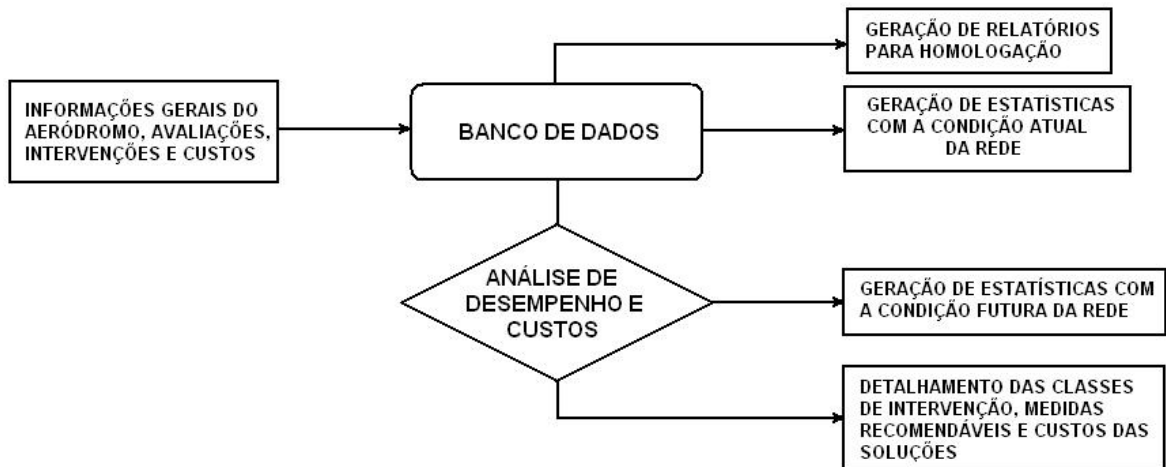 GERAÇÃO DE RELATÓRIOS
PARA HOMOLOGAÇÃO
INFORMAÇÕES GERAIS DO
AERÓDROMO, AVALIAÇÕES,
INTERVENÇÕES E CUSTOS
BANCO DE DADOS
GERAÇÃO DE ESTATÍSTICAS
COM A CONDIÇÃO ATUAL
DA REDE
ANÁLISE DE
DESEMPENHO E
CUSTOS
GERAÇÃO DE ESTATÍSTICAS COM
A CONDIÇÃO FUTURA DA REDE
DETALHAMENTO DAS CLASSES
DE INTERVENÇÃO, MEDIDAS
RECOMENDÁVEIS E CUSTOS DAS
SOLUÇÕES